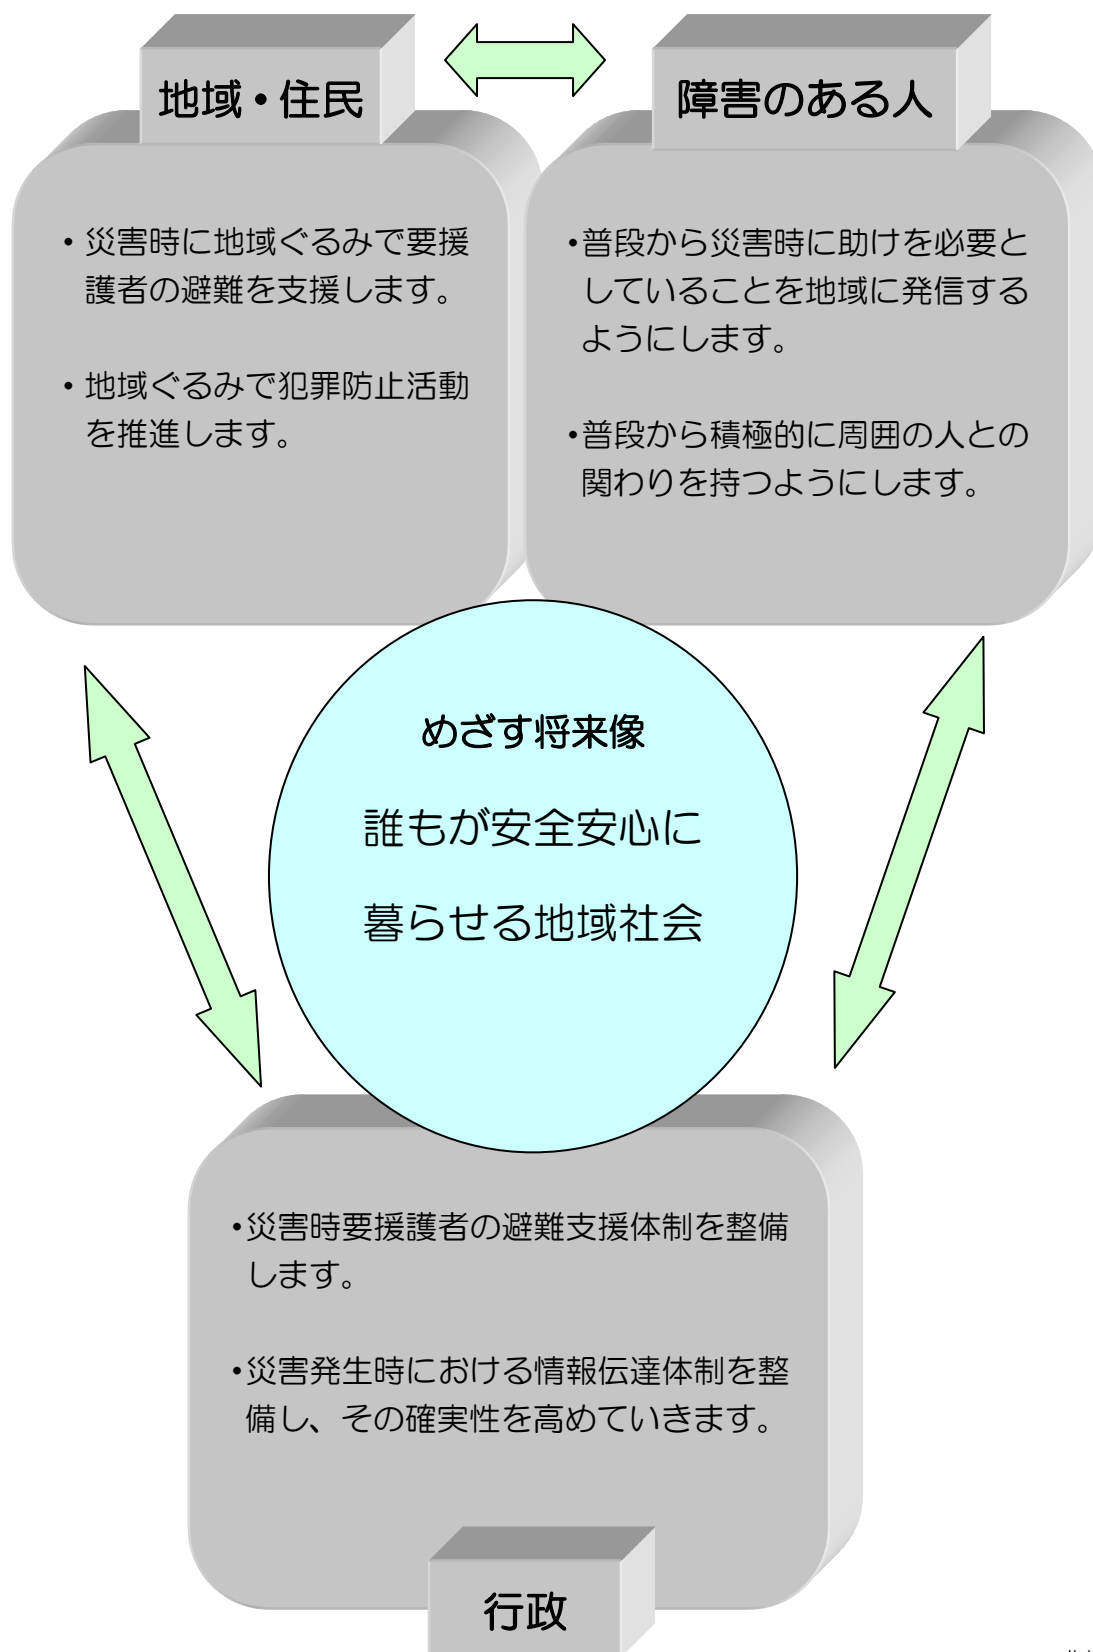 地域・住民
・災害時に地域ぐるみで要援
護者の避難を支援します。
・地域ぐるみで犯罪防止活動
を推進します。
障害のある人
・普段から災害時に助けを必要と
していることを地域に発信する
ようにします。
・普段から積極的に周囲の人との
関わりを持つようにします。
めざす将来像
誰もが安全安心に
暮らせる地域社会
・災害時要援護者の避難支援体制を整備
します。
・災害発生時における情報伝達体制を整
備し、その確実性を高めていきます。
行政